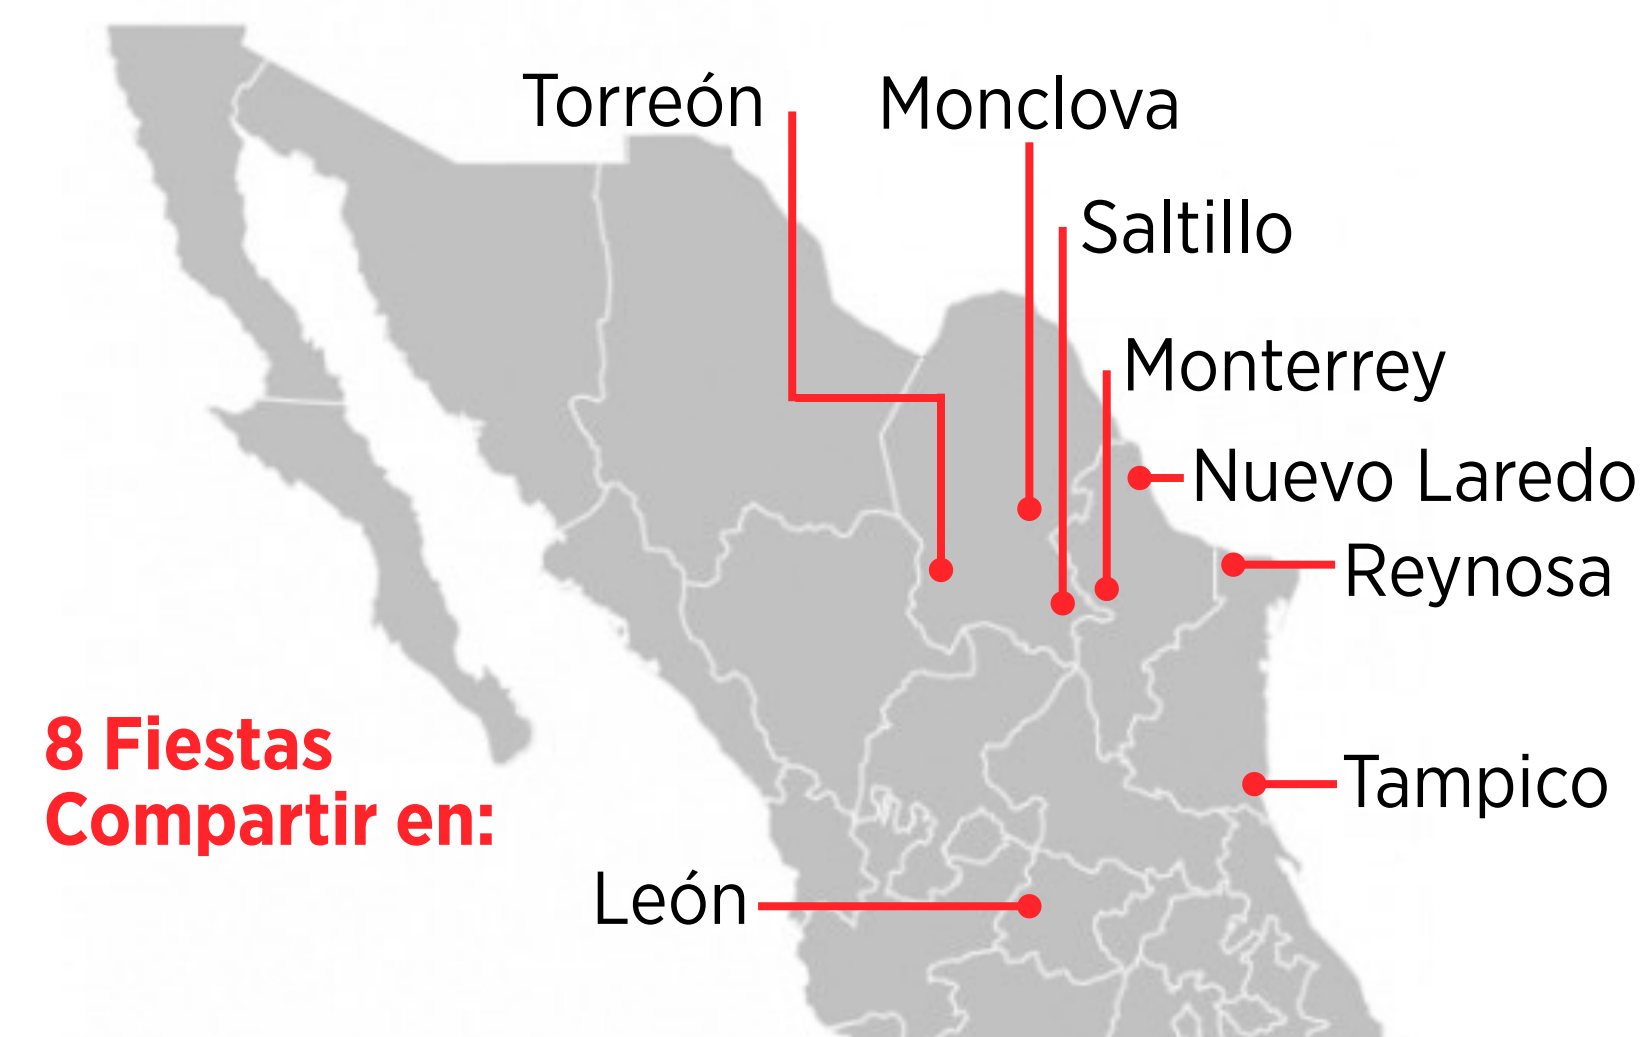 Torreón
Monclova
Saltillo
Monterrey
Nuevo Laredo
Reynosa
8 Fiestas
Compartir en:
Tampico
León